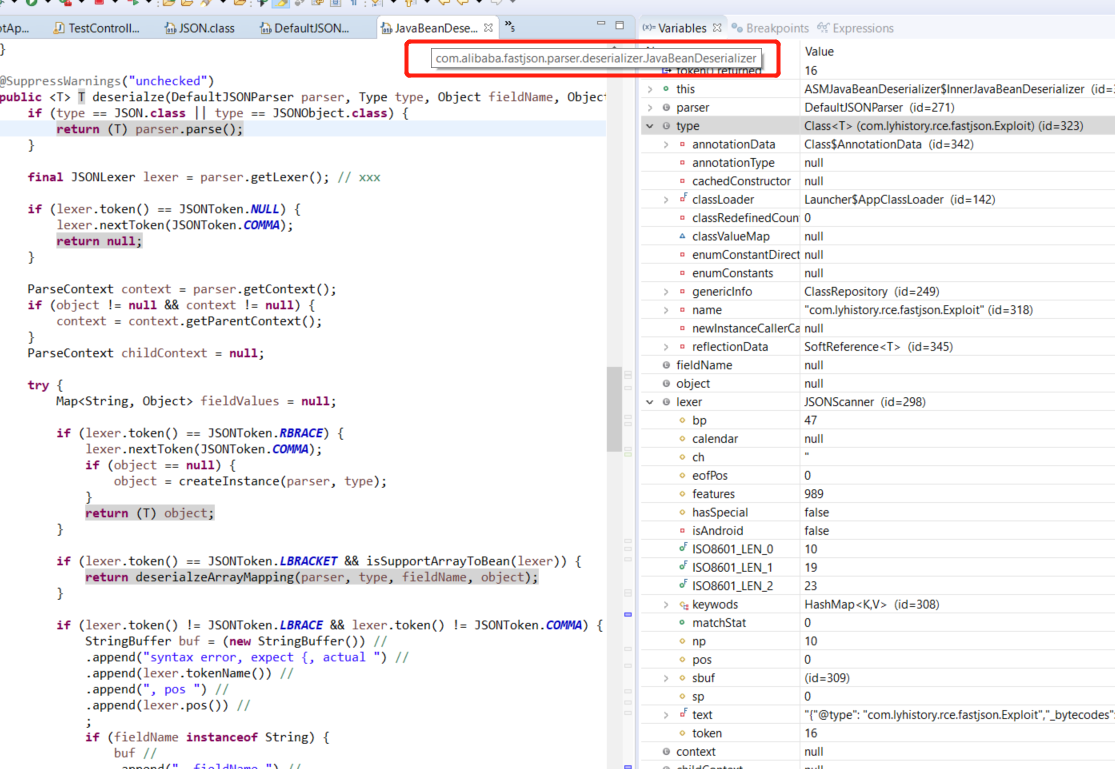 otAp...
TestControll...
JSON.class
DefaultJSON...
JavaBeanDese...
»5
com.alibaba.fastjson.parser.deserializer.JavaBeanDeserializer
}
@SuppressWarnings("unchecked")
public <T> T deserialze(DefaultJSONParser parser, Type type, Object fieldName, Object
if (type == JSON.class || type == JSONObject.class) {
return (T) parser.parse();
}
final JSONLexer lexer = parser.getLexer(); // xxx
if (lexer.token() == JSONToken.NULL) {
lexer.nextToken(JSONToken.COMMA);
return null;
}
ParseContext context = parser.getContext();
if (object != null && context != null) {
context = context.getParentContext();
}
ParseContext childContext = null;
try {
Map<String, Object> fieldValues = null;
if (lexer.token() == JSONToken.RBRACE) {
lexer.nextToken(JSONToken.COMMA);
if (object == null) {
object = createInstance(parser, type);
}
return (T) object;
}
if (lexer.token() == JSONToken.LBRACKET && isSupportArrayToBean(lexer)) {
return deserialzeArrayMapping(parser, type, fieldName, object);
}
if (lexer.token() != JSONToken.LBRACE && lexer.token() != JSONToken.COMMA) {
StringBuffer buf = (new StringBuffer()) //
.append("syntax error, expect {, actual ") //
.append(lexer.tokenName()) //
.append(", pos ") //
.append(lexer.pos()) //
;
if (fieldName instanceof String) {
buf //
.append(", fieldName ") //
(x)= Variables
Breakpoints
Expressions
Value
token() returned 16
this ASMJavaBeanDeserializer$InnerJavaBeanDeserializer (id=
parser DefaultJSONParser (id=271)
type Class<T> (com.lyhistory.rce.fastjson.Exploit) (id=323)
annotationData Class$AnnotationData (id=342)
annotationType null
cachedConstructor null
classLoader Launcher$AppClassLoader (id=142)
classRedefinedCoun 0
classValueMap null
enumConstantDirect null
enumConstants null
genericInfo ClassRepository (id=249)
name "com.lyhistory.rce.fastjson.Exploit" (id=318)
newInstanceCallerCa null
reflectionData SoftReference<T> (id=345)
fieldName null
object null
lexer JSONScanner (id=298)
bp 47
calendar null
ch "
eofPos 0
features 989
hasSpecial false
isAndroid false
ISO8601_LEN_0 10
ISO8601_LEN_1 19
ISO8601_LEN_2 23
keywods HashMap<K,V> (id=308)
matchStat 0
np 10
pos 0
sbuf (id=309)
sp 0
text "{"@type": "com.lyhistory.rce.fastjson.Exploit","_bytecodes"
token 16
context null
childContext null